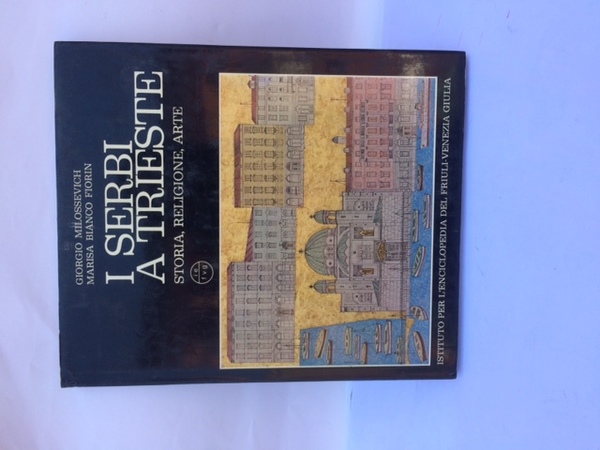 GIORGIO MILOSSEVICH
MARISA BIANCO FIORIN
I SERBI
A TRIESTE
STORIA, RELIGIONE, ARTE
ISTITUTO PER L'ENCICLOPEDIA DEL FRIULI-VENEZIA GIULIA